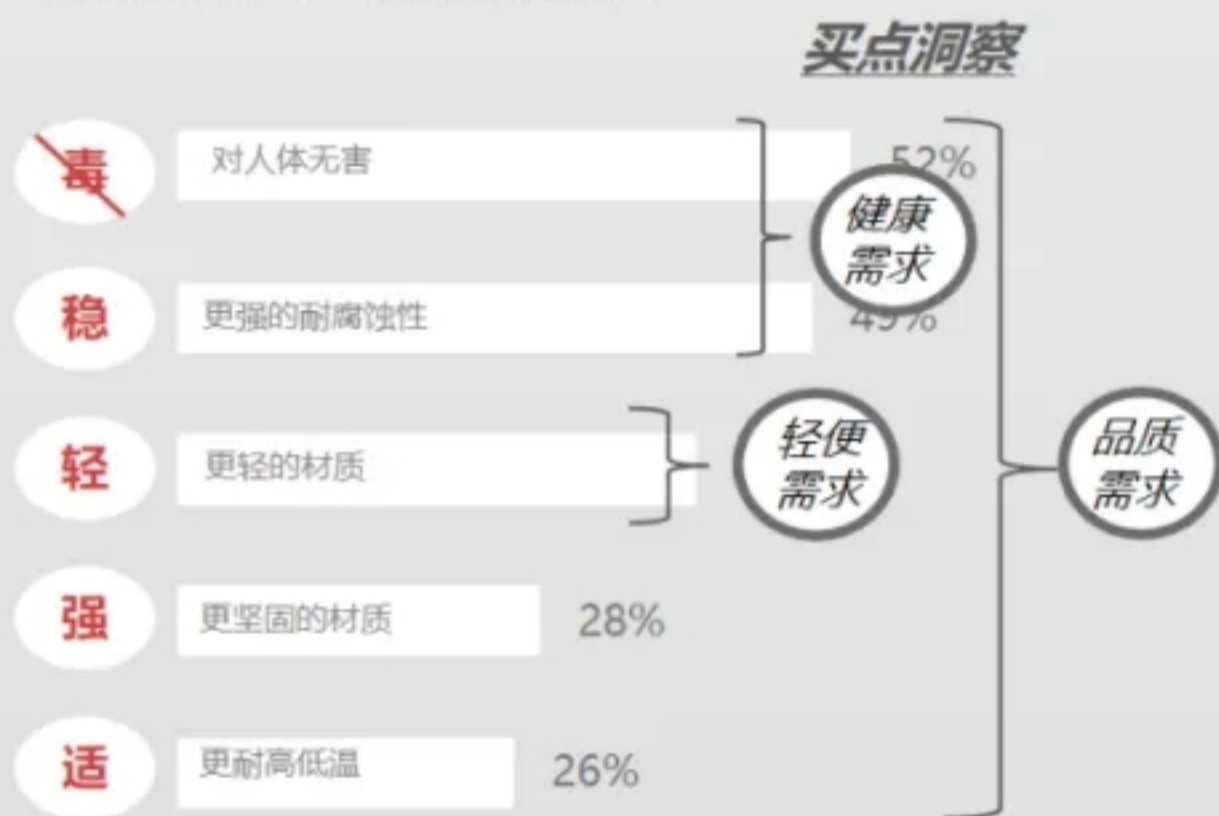 买点洞察
毒 对人体无害 52%
健康
需求
稳 更强的耐腐蚀性 49%
轻 更轻的材质
轻便
需求
品质
需求
强 更坚固的材质 28%
适 更耐高低温 26%